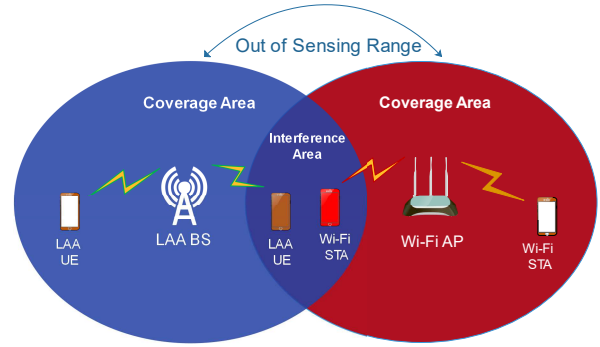 Out of Sensing Range
Coverage Area
Coverage Area
Interference
Area
LAA
UE
LAA BS
LAA
UE
Wi-Fi
STA
Wi-Fi AP
Wi-Fi
STA